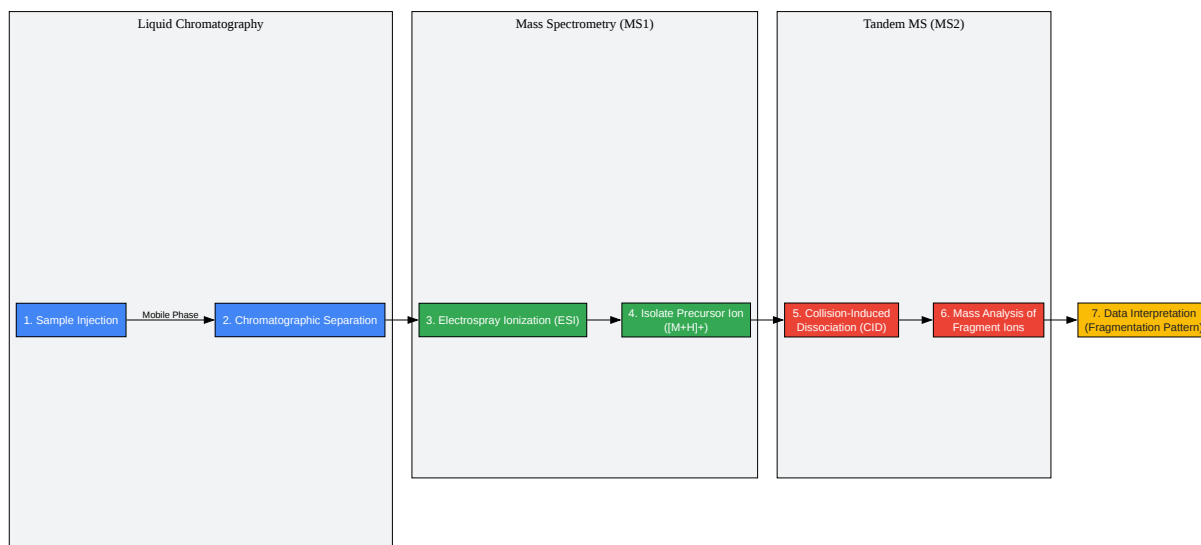 Liquid Chromatography
Mass Spectrometry (MS1)
Tandem MS (MS2)
1. Sample Injection
Mobile Phase
2. Chromatographic Separation
3. Electrospray Ionization (ESI)
4. Isolate Precursor Ion
([M+H]+)
5. Collision-Induced
Dissociation (CID)
6. Mass Analysis of
Fragment Ions
7. Data Interpretation
(Fragmentation Pattern)